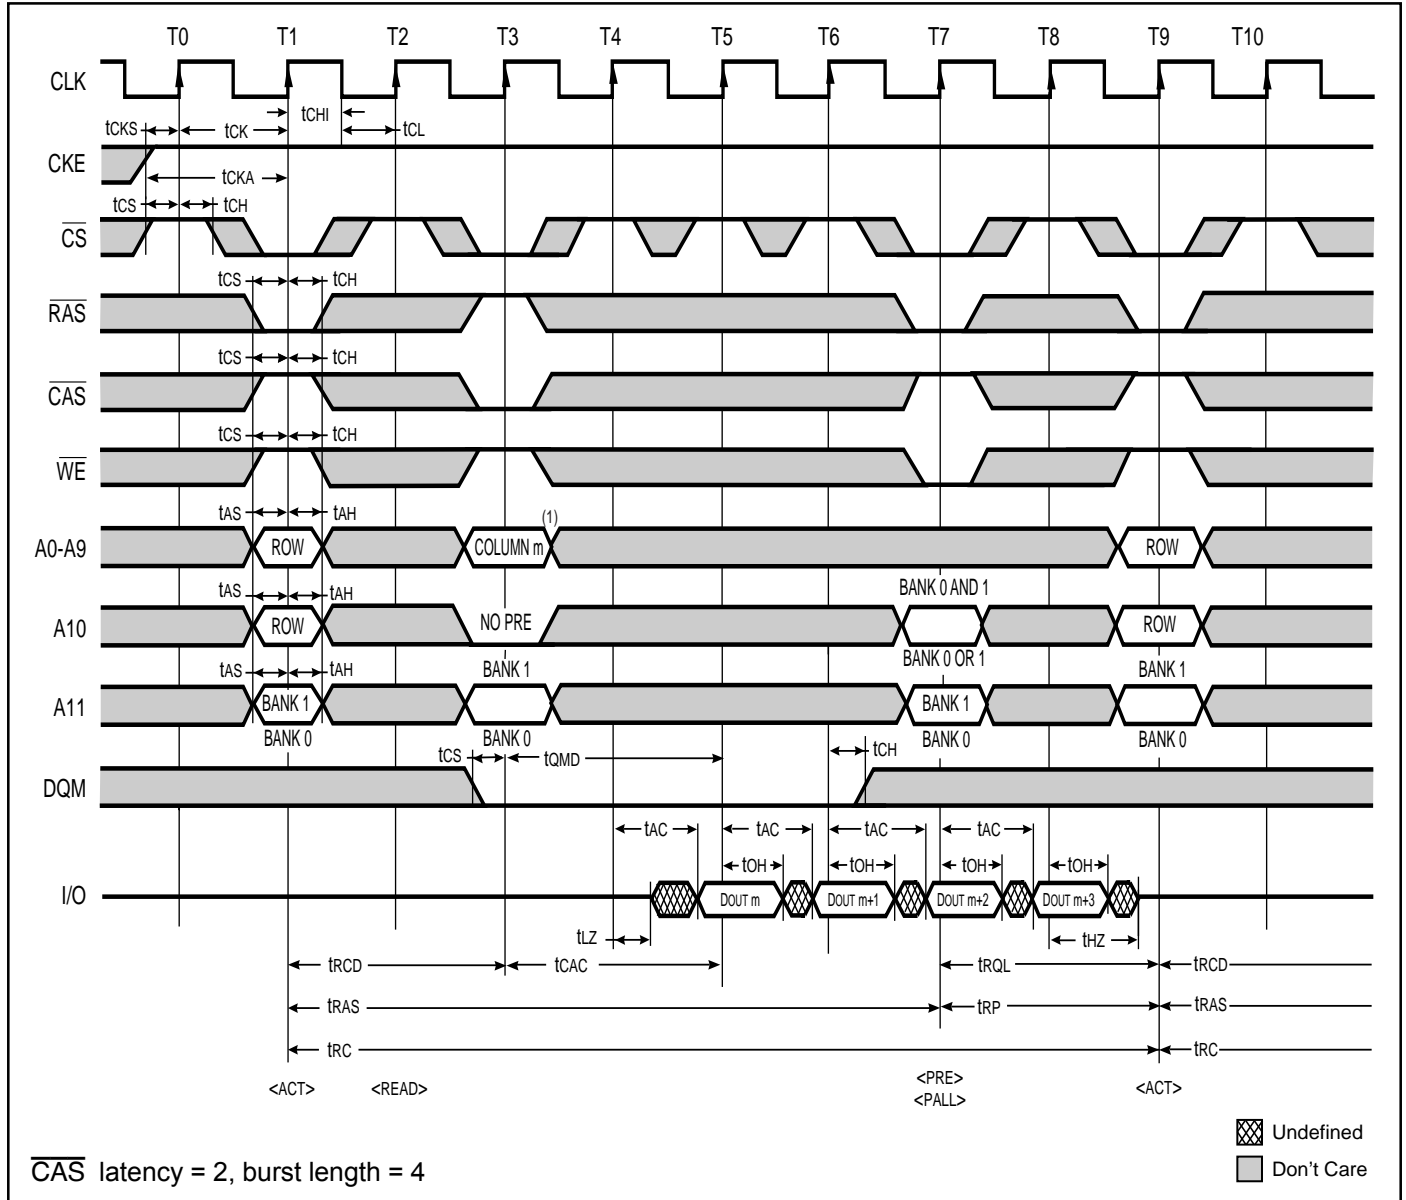 T0 T1 T2 T3 T4 T5 T6 T7 T8 T9 T10
CLK
tCHI
tCKS tCK tCL
CKE
tCKA
tCS tCH
CS
tCS tCH
RAS
tCS tCH
CAS
tCS tCH
WE
tAS tAH (1)
A0-A9 ROW COLUMN m ROW
tAS tAH BANK 0 AND 1
A10 ROW NO PRE ROW
BANK 0 OR 1
tAS tAH BANK 1 BANK 1
A11 BANK 1 BANK 1
BANK 0 BANK 0 BANK 0 BANK 0
tCS tQMD tCH
DQM
tAC tAC tAC tAC
tOH tOH tOH tOH
I/O DOUT m DOUT m+1 DOUT m+2 DOUT m+3
tLZ tHZ
tRCD tCAC tRQL tRCD
tRAS tRP tRAS
tRC tRC
<ACT> <READ> <PRE> <ACT>
<PALL>
Undefined
Don't Care
CAS latency = 2, burst length = 4